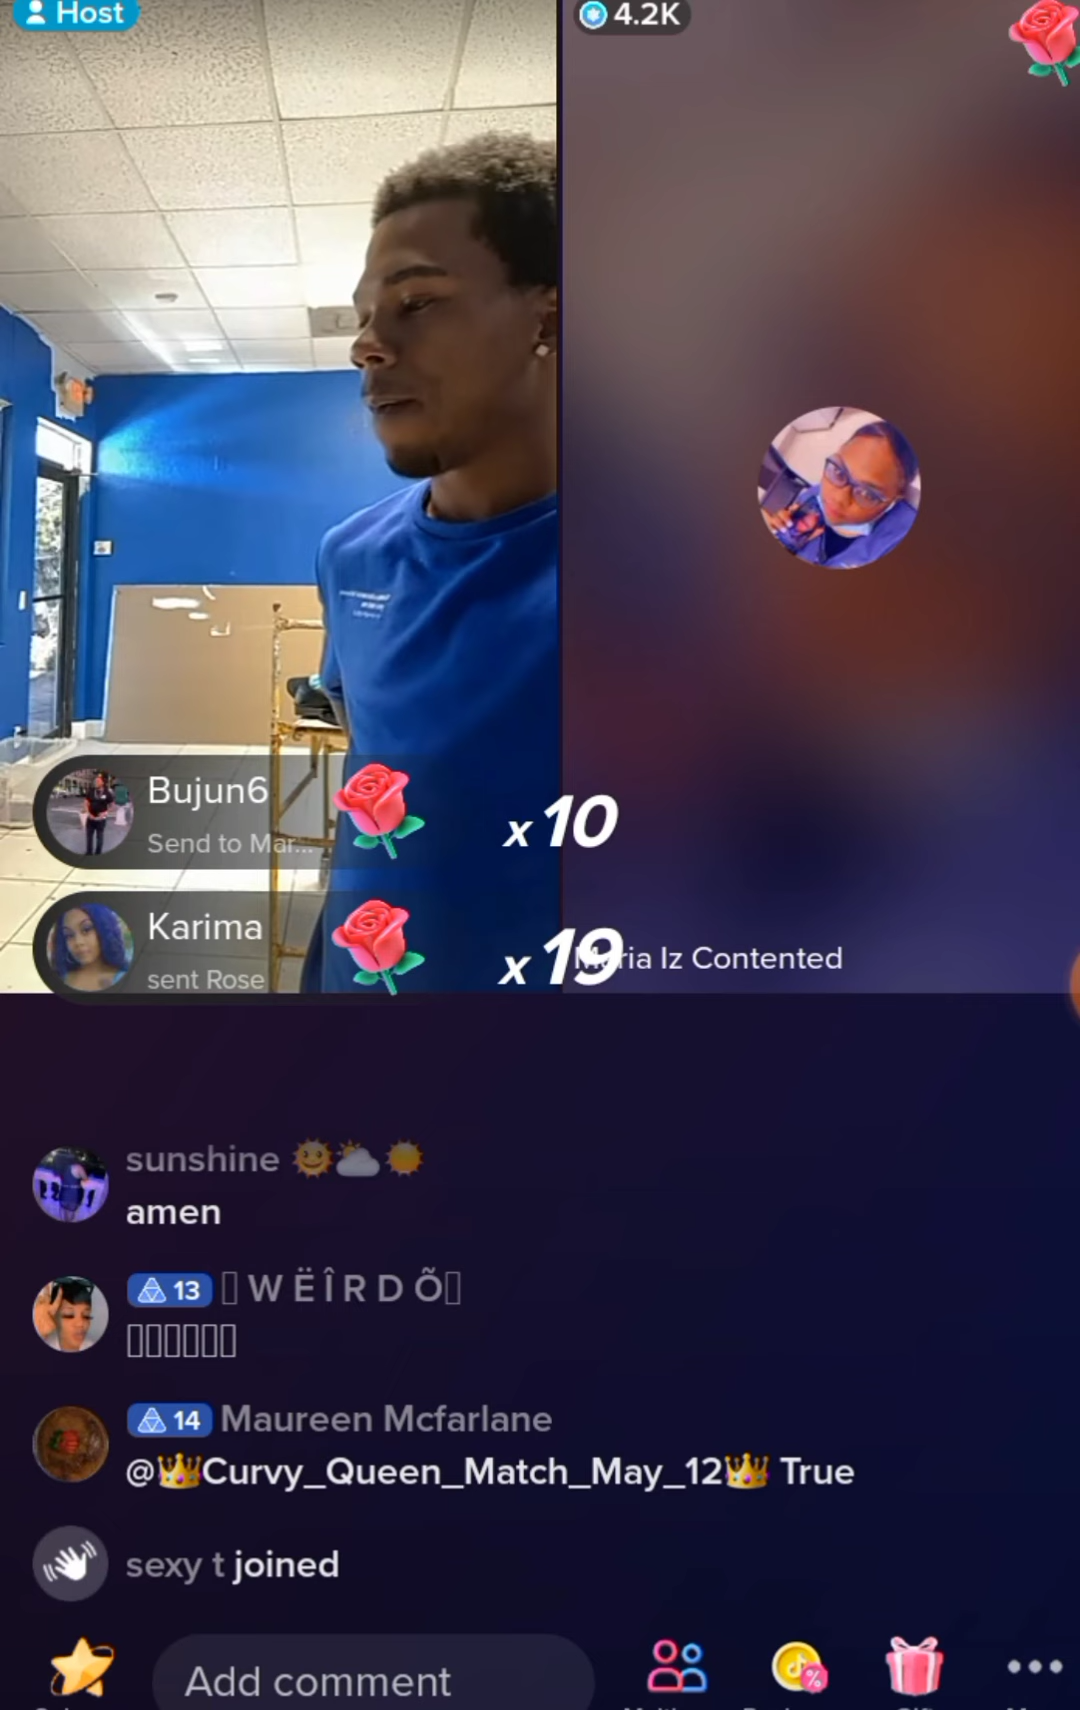 Host
4.2K
Bujun6
Send to Mar...
x10
Karima
sent Rose
x19
Maria Iz Contented
sunshine 🌞🌥️☀️
amen
13 W Ë Î R D Õ
14 Maureen Mcfarlane
@👑Curvy_Queen_Match_May_12👑 True
sexy t joined
Add comment